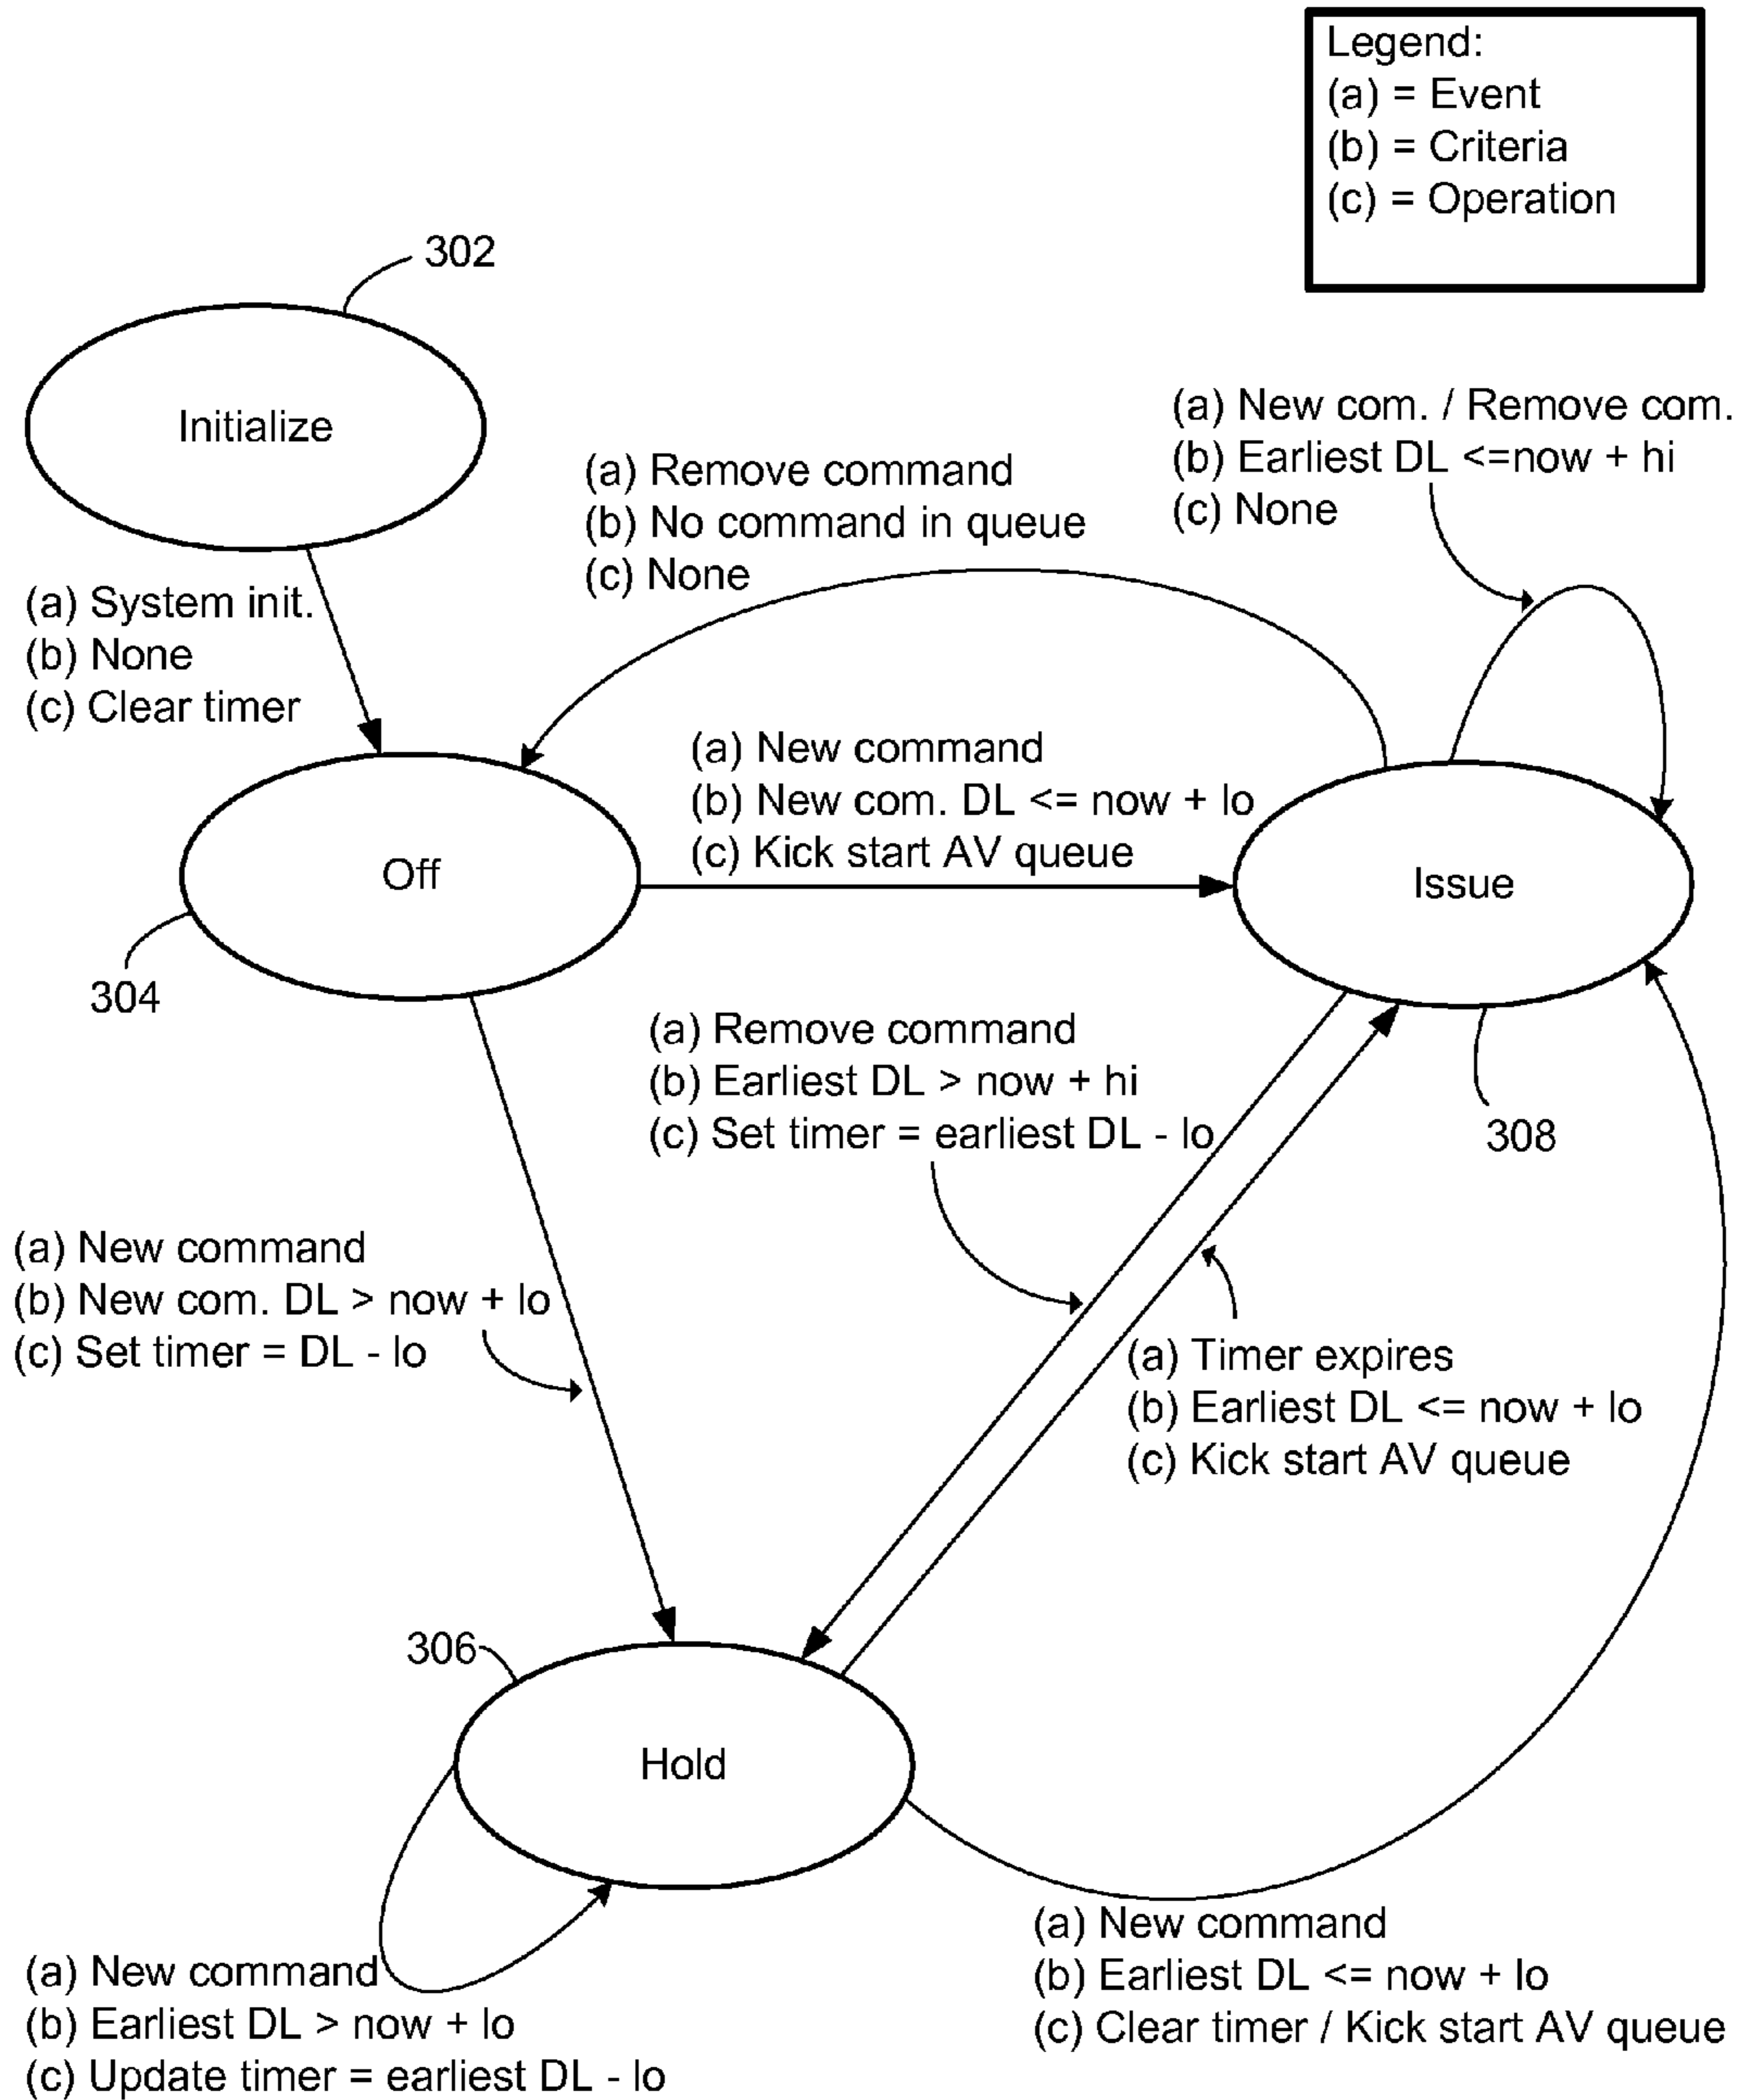 Legend:
(a) = Event
(b) = Criteria
(c) = Operation
302
Initialize
(a) System init.
(b) None
(c) Clear timer
(a) Remove command
(b) No command in queue
(c) None
(a) New com. / Remove com.
(b) Earliest DL <=now + hi
(c) None
(a) New command
(b) New com. DL <= now + lo
(c) Kick start AV queue
Off
304
Issue
308
(a) Remove command
(b) Earliest DL > now + hi
(c) Set timer = earliest DL - lo
(a) New command
(b) New com. DL > now + lo
(c) Set timer = DL - lo
(a) Timer expires
(b) Earliest DL <= now + lo
(c) Kick start AV queue
306
Hold
(a) New command
(b) Earliest DL > now + lo
(c) Update timer = earliest DL - lo
(a) New command
(b) Earliest DL <= now + lo
(c) Clear timer / Kick start AV queue